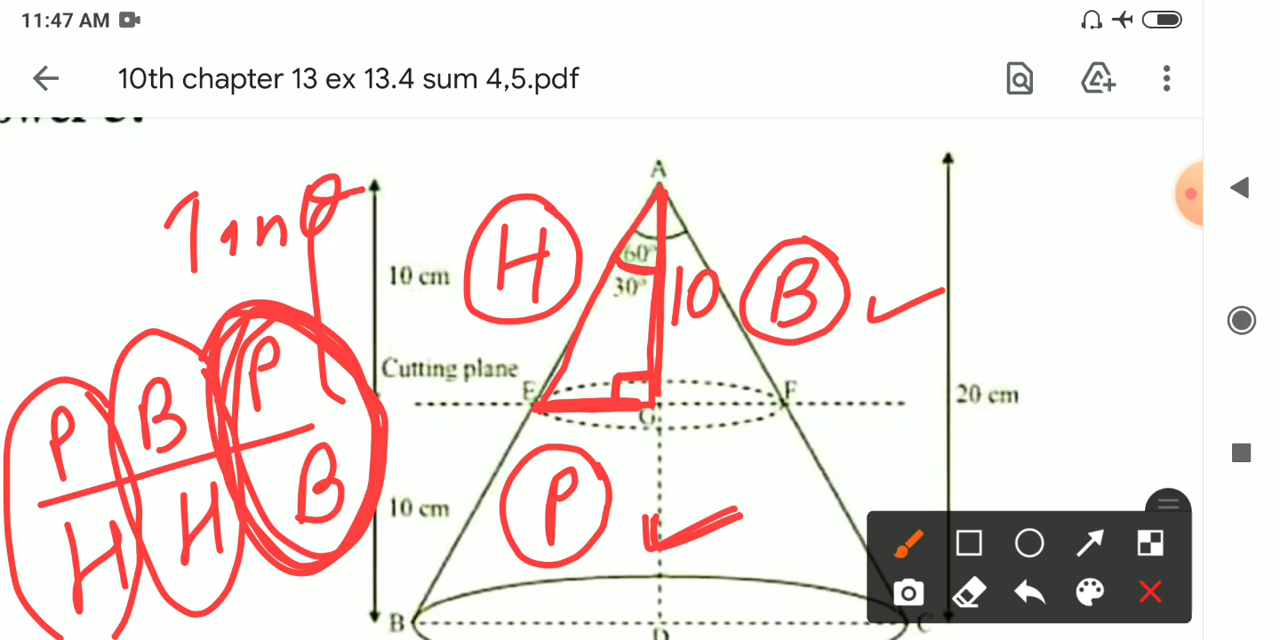 11:47 AM
10th chapter 13 ex 13.4 sum 4,5.pdf
A
Tanθ
H
60°
10 cm
30°
10
B
P B P
H H B
Cutting plane
E
F
G
20 cm
P
10 cm
B
C
D